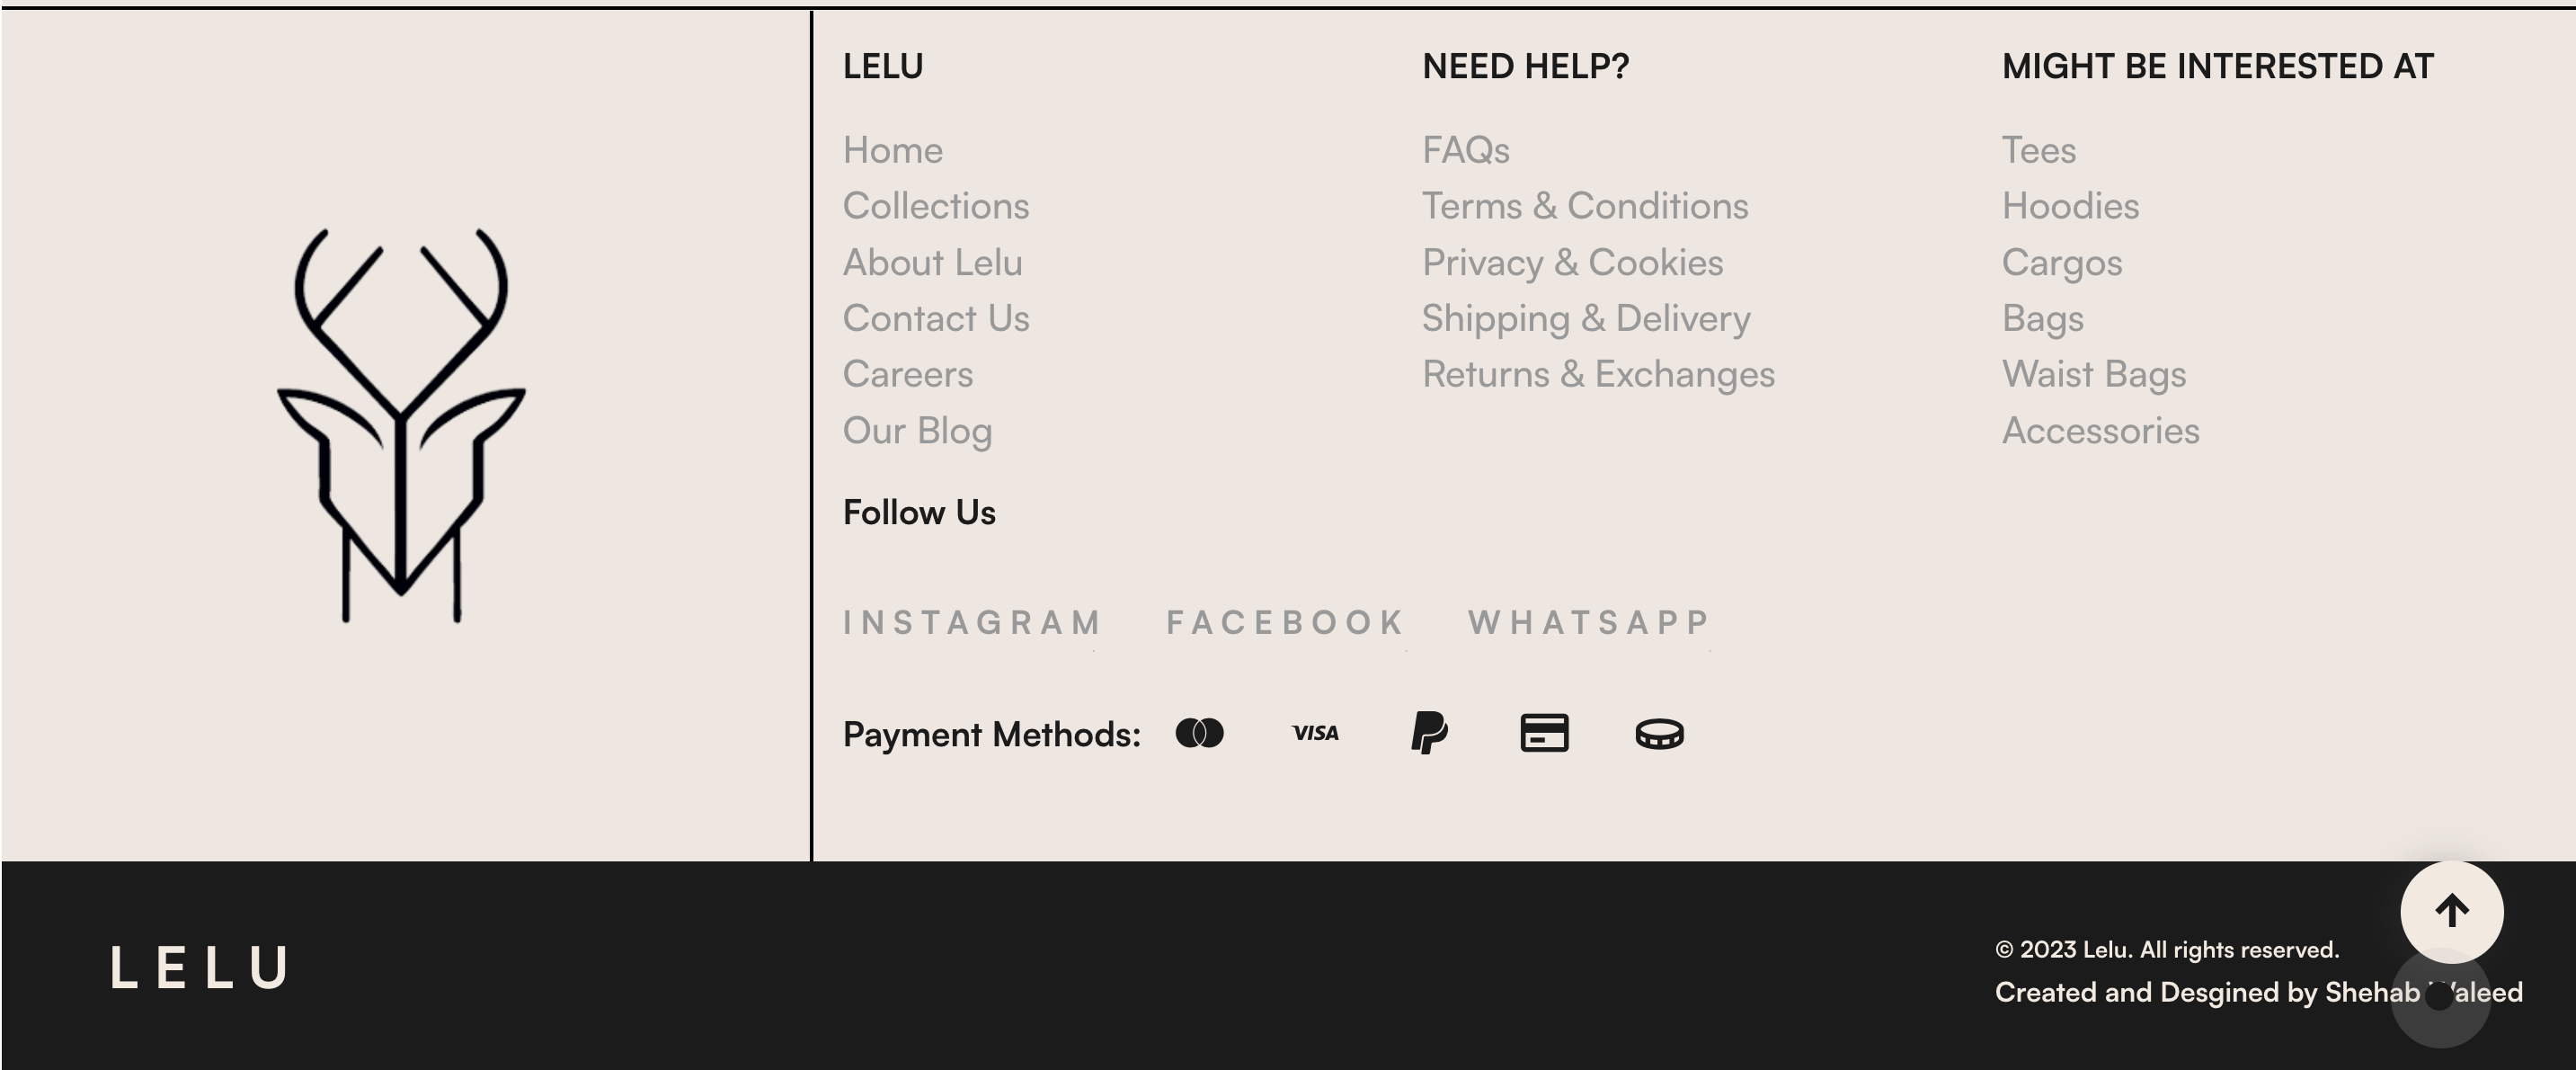 LELU
Home
Collections
About Lelu
Contact Us
Careers
Our Blog
NEED HELP?
FAQs
Terms & Conditions
Privacy & Cookies
Shipping & Delivery
Returns & Exchanges
MIGHT BE INTERESTED AT
Tees
Hoodies
Cargos
Bags
Waist Bags
Accessories
Follow Us
INSTAGRAM FACEBOOK WHATSAPP
Payment Methods: VISA
LELU
© 2023 Lelu. All rights reserved.
Created and Desgined by Shehab Waleed